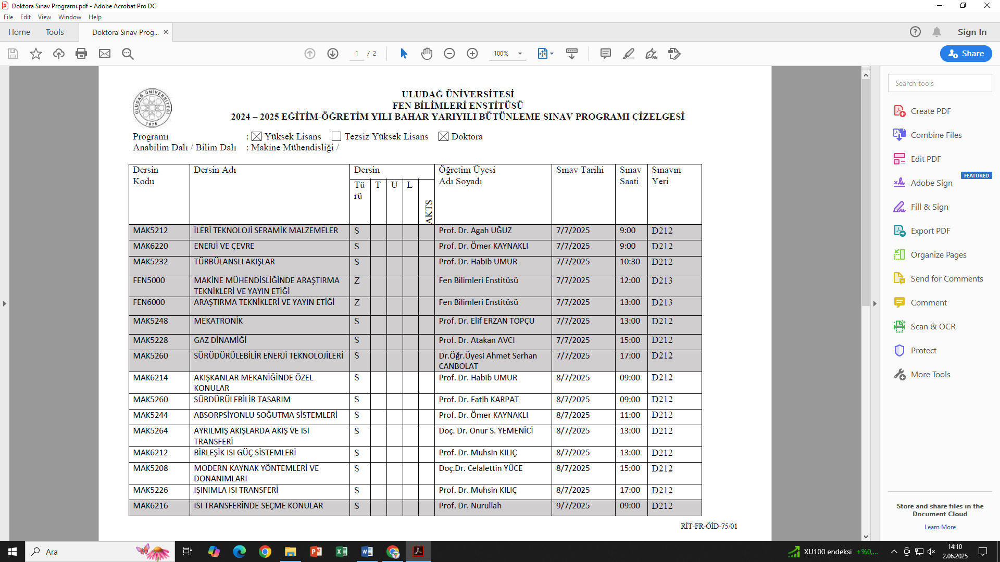 Doktora Sınav Programı.pdf - Adobe Acrobat Pro DC
File Edit View Window Help
Home Tools Doktora Sınav Prog... × Sign In
1 / 2 100% Share
ULUDAĞ ÜNİVERSİTESİ
1975
ULUDAĞ ÜNİVERSİTESİ
FEN BİLİMLERİ ENSTİTÜSÜ
2024 – 2025 EĞİTİM-ÖĞRETİM YILI BAHAR YARIYILI BÜTÜNLEME SINAV PROGRAMI ÇİZELGESİ
Programı : Yüksek Lisans Tezsiz Yüksek Lisans Doktora
Anabilim Dalı / Bilim Dalı : Makine Mühendisliği /
Dersin Kodu Dersin Adı Dersin Öğretim Üyesi Adı Soyadı Sınav Tarihi Sınav Saati Sınavın Yeri
Tü rü T U L AKTS
MAK5212 İLERİ TEKNOLOJİ SERAMİK MALZEMELER S Prof. Dr. Agah UĞUZ 7/7/2025 9:00 D212
MAK6220 ENERJİ VE ÇEVRE S Prof. Dr. Ömer KAYNAKLI 7/7/2025 9:00 D212
MAK5232 TÜRBÜLANSLI AKIŞLAR S Prof. Dr. Habib UMUR 7/7/2025 10:30 D212
FEN5000 MAKİNE MÜHENDİSLİĞİNDE ARAŞTIRMA TEKNİKLERİ VE YAYIN ETİĞİ Z Fen Bilimleri Enstitüsü 7/7/2025 12:00 D213
FEN6000 ARAŞTIRMA TEKNİKLERİ VE YAYIN ETİĞİ Z Fen Bilimleri Enstitüsü 7/7/2025 13:00 D213
MAK5248 MEKATRONİK S Prof. Dr. Elif ERZAN TOPÇU 7/7/2025 13:00 D212
MAK5228 GAZ DİNAMİĞİ S Prof. Dr. Atakan AVCI 7/7/2025 15:00 D212
MAK5260 SÜRÜDÜRÜLEBİLİR ENERJİ TEKNOLOJİLERİ S Dr.Öğr.Üyesi Ahmet Serhan CANBOLAT 7/7/2025 17:00 D212
MAK6214 AKIŞKANLAR MEKANİĞİNDE ÖZEL KONULAR S Prof. Dr. Habib UMUR 8/7/2025 09:00 D212
MAK5260 SÜRDÜRÜLEBİLİR TASARIM S Prof. Dr. Fatih KARPAT 8/7/2025 09:00 D212
MAK5244 ABSORPSİYONLU SOĞUTMA SİSTEMLERİ S Prof. Dr. Ömer KAYNAKLI 8/7/2025 11:00 D212
MAK5264 AYRILMIŞ AKIŞLARDA AKIŞ VE ISI TRANSFERİ S Doç. Dr. Onur S. YEMENİCİ 8/7/2025 13:00 D212
MAK6212 BİRLEŞİK ISI GÜÇ SİSTEMLERİ S Prof. Dr. Muhsin KILIÇ 8/7/2025 13:00 D212
MAK5208 MODERN KAYNAK YÖNTEMLERİ VE DONANIMLARI S Doç.Dr. Celalettin YÜCE 8/7/2025 15:00 D212
MAK5226 IŞINIMLA ISI TRANSFERİ S Prof. Dr. Muhsin KILIÇ 8/7/2025 17:00 D212
MAK6216 ISI TRANSFERİNDE SEÇME KONULAR S Prof. Dr. Nurullah 9/7/2025 09:00 D212
RİT-FR-ÖİD-75/01
Search tools
Create PDF
Combine Files
Edit PDF
FEATURED
Adobe Sign
Fill & Sign
Export PDF
Organize Pages
Send for Comments
Comment
Scan & OCR
Protect
More Tools
Store and share files in the
Document Cloud
Learn More
Ara
XU100 endeksi +%0,...
14:10
2.06.2025